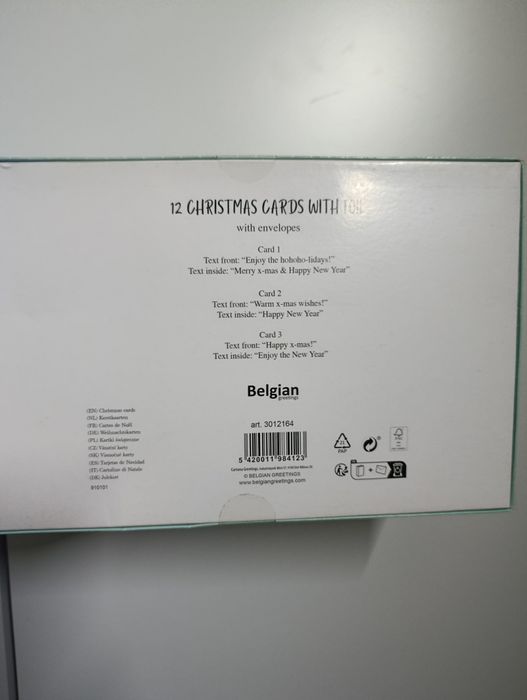 12 CHRISTMAS CARDS WITH FOIL
with envelopes
Card 1
Text front: “Enjoy the hohoho-lidays!”
Text inside: “Merry x-mas & Happy New Year”
Card 2
Text front: “Warm x-mas wishes!”
Text inside: “Happy New Year”
Card 3
Text front: “Happy x-mas!”
Text inside: “Enjoy the New Year”
Belgian
greetings
art. 3012164
5 420011 984123
© BELGIAN GREETINGS
www.belgiangreetings.com
(EN) Christmas cards
(NL) Kerstkaarten
(FR) Cartes de Noël
(DE) Weihnachtskarten
(PL) Kartki świąteczne
(CZ) Vánoční karty
(SK) Vianočné karty
(ES) Tarjetas de Navidad
(IT) Cartoline di Natale
(DK) Julekort
910101
21
PAP
FSC